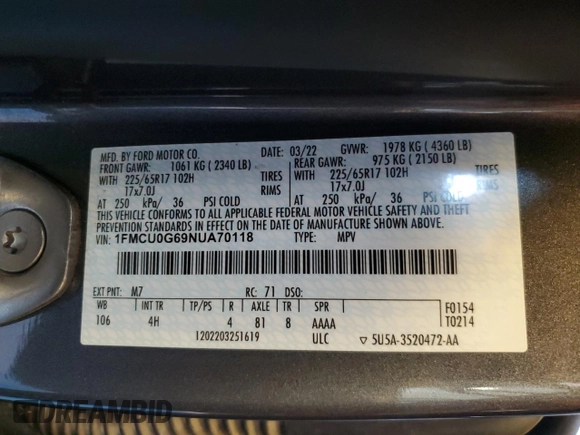 MFD. BY FORD MOTOR CO. DATE: 03/22 GVWR: 1978 KG ( 4360 LB)
FRONT GAWR: 1061 KG ( 2340 LB) REAR GAWR: 975 KG ( 2150 LB)
WITH 225/65R17 102H TIRES WITH 225/65R17 102H TIRES
17x7.0J RIMS 17x7.0J RIMS
AT 250 kPa/ 36 PSI COLD AT 250 kPa/ 36 PSI COLD
THIS VEHICLE CONFORMS TO ALL APPLICABLE FEDERAL MOTOR VEHICLE SAFETY AND THEFT
PREVENTION STANDARDS IN EFFECT ON THE DATE OF MANUFACTURE SHOWN ABOVE.
VIN: 1FMCU0G69NUA70118 TYPE: MPV
EXT PNT: M7 RC: 71 DSO:
WB INT TR TP/PS R AXLE TR SPR F0154
106 4H 4 81 8 AAAA T0214
1202203251619 ULC ▽ 5U5A-3520472-AA
DREAMBID